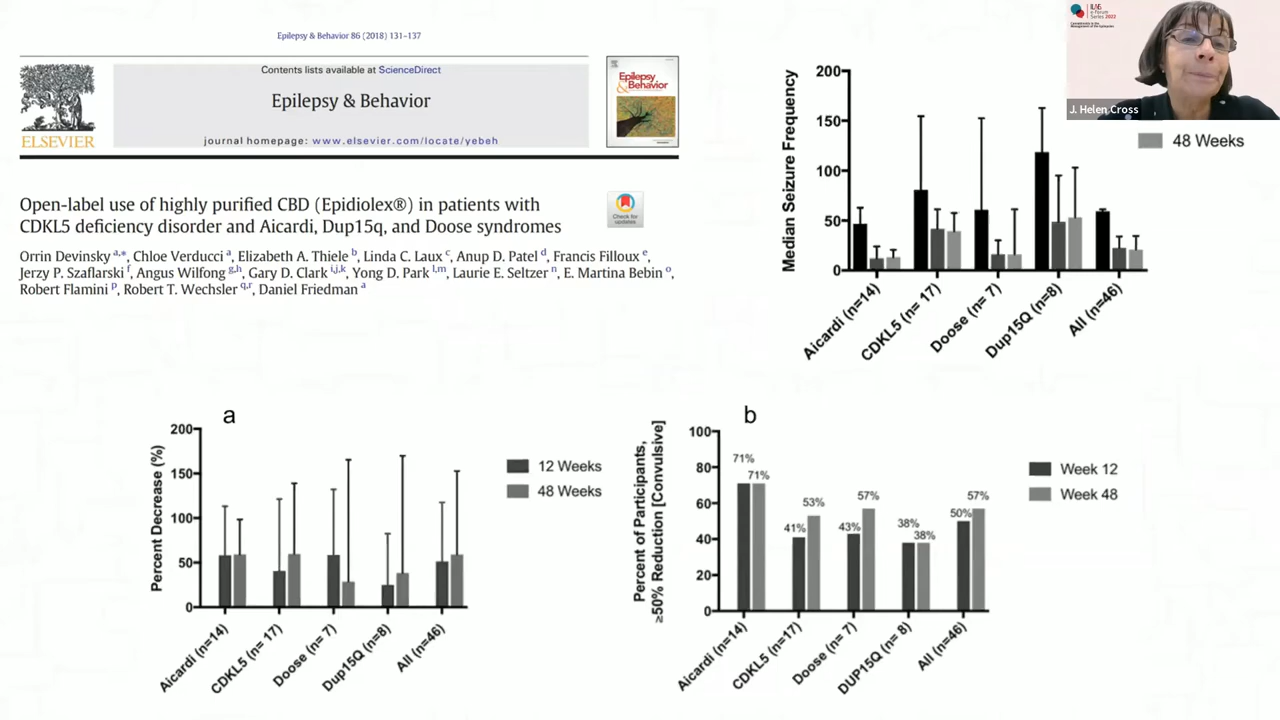 Epilepsy & Behavior 86 (2018) 131–137
Contents lists available at ScienceDirect
Epilepsy & Behavior
journal homepage: www.elsevier.com/locate/yebeh
ELSEVIER
Epilepsy
& Behavior
Open-label use of highly purified CBD (Epidiolex®) in patients with
CDKL5 deficiency disorder and Aicardi, Dup15q, and Doose syndromes
Check for
updates
Orrin Devinsky a,*, Chloe Verducci a, Elizabeth A. Thiele b, Linda C. Laux c, Anup D. Patel d, Francis Filloux e,
Jerzy P. Szaflarski f, Angus Wilfong g,h, Gary D. Clark i,j,k, Yong D. Park l,m, Laurie E. Seltzer n, E. Martina Bebin o,
Robert Flamini p, Robert T. Wechsler q,r, Daniel Friedman a
ILAE
e-Forum
Series 2022
J. Helen Cross
Median Seizure Frequency
200
150
100
50
0
Aicardi (n=14)
CDKL5 (n= 17)
Doose (n= 7)
Dup15Q (n=8)
All (n=46)
48 Weeks
a
Percent Decrease (%)
200
150
100
50
0
Aicardi (n=14)
CDKL5 (n= 17)
Doose (n= 7)
Dup15Q (n=8)
All (n=46)
12 Weeks
48 Weeks
b
Percent of Participants,
≥50% Reduction [Convulsive]
100
80
60
40
20
0
71%
71%
41%
53%
43%
57%
38%
38%
50%
57%
Aicardi (n=14)
CDKL5 (n=17)
Doose (n= 7)
DUP15Q (n= 8)
All (n=46)
Week 12
Week 48